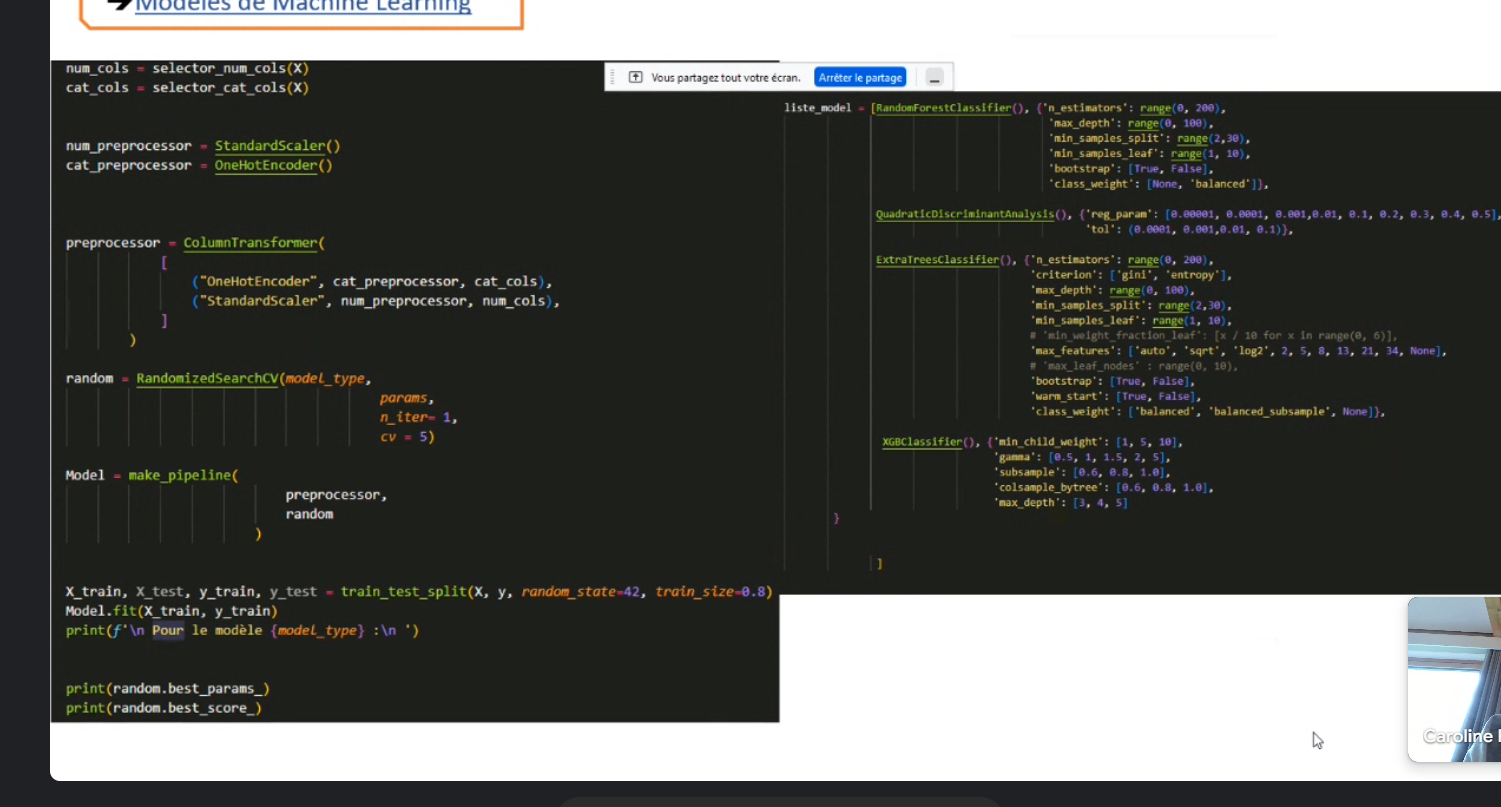 ➔Modèles de Machine Learning
Vous partagez tout votre écran. Arrêter le partage
num_cols = selector_num_cols(X)
cat_cols = selector_cat_cols(X)
num_preprocessor = StandardScaler()
cat_preprocessor = OneHotEncoder()
preprocessor = ColumnTransformer(
[
("OneHotEncoder", cat_preprocessor, cat_cols),
("StandardScaler", num_preprocessor, num_cols),
]
)
random = RandomizedSearchCV(model_type,
params,
n_iter= 1,
cv = 5)
Model = make_pipeline(
preprocessor,
random
)
X_train, X_test, y_train, y_test = train_test_split(X, y, random_state=42, train_size=0.8)
Model.fit(X_train, y_train)
print(f'\n Pour le modèle {model_type} :\n ')
print(random.best_params_)
print(random.best_score_)
liste_model = [RandomForestClassifier(), {'n_estimators': range(0, 200),
'max_depth': range(0, 100),
'min_samples_split': range(2,30),
'min_samples_leaf': range(1, 10),
'bootstrap': [True, False],
'class_weight': [None, 'balanced']},
QuadraticDiscriminantAnalysis(), {'reg_param': [0.00001, 0.0001, 0.001,0.01, 0.1, 0.2, 0.3, 0.4, 0.5],
'tol': (0.0001, 0.001,0.01, 0.1)},
ExtraTreesClassifier(), {'n_estimators': range(0, 200),
'criterion': ['gini', 'entropy'],
'max_depth': range(0, 100),
'min_samples_split': range(2,30),
'min_samples_leaf': range(1, 10),
# 'min_weight_fraction_leaf': [x / 10 for x in range(0, 6)],
'max_features': ['auto', 'sqrt', 'log2', 2, 5, 8, 13, 21, 34, None],
# 'max_leaf_nodes' : range(0, 10),
'bootstrap': [True, False],
'warm_start': [True, False],
'class_weight': ['balanced', 'balanced_subsample', None]},
XGBClassifier(), {'min_child_weight': [1, 5, 10],
'gamma': [0.5, 1, 1.5, 2, 5],
'subsample': [0.6, 0.8, 1.0],
'colsample_bytree': [0.6, 0.8, 1.0],
'max_depth': [3, 4, 5]
}
]
Caroline